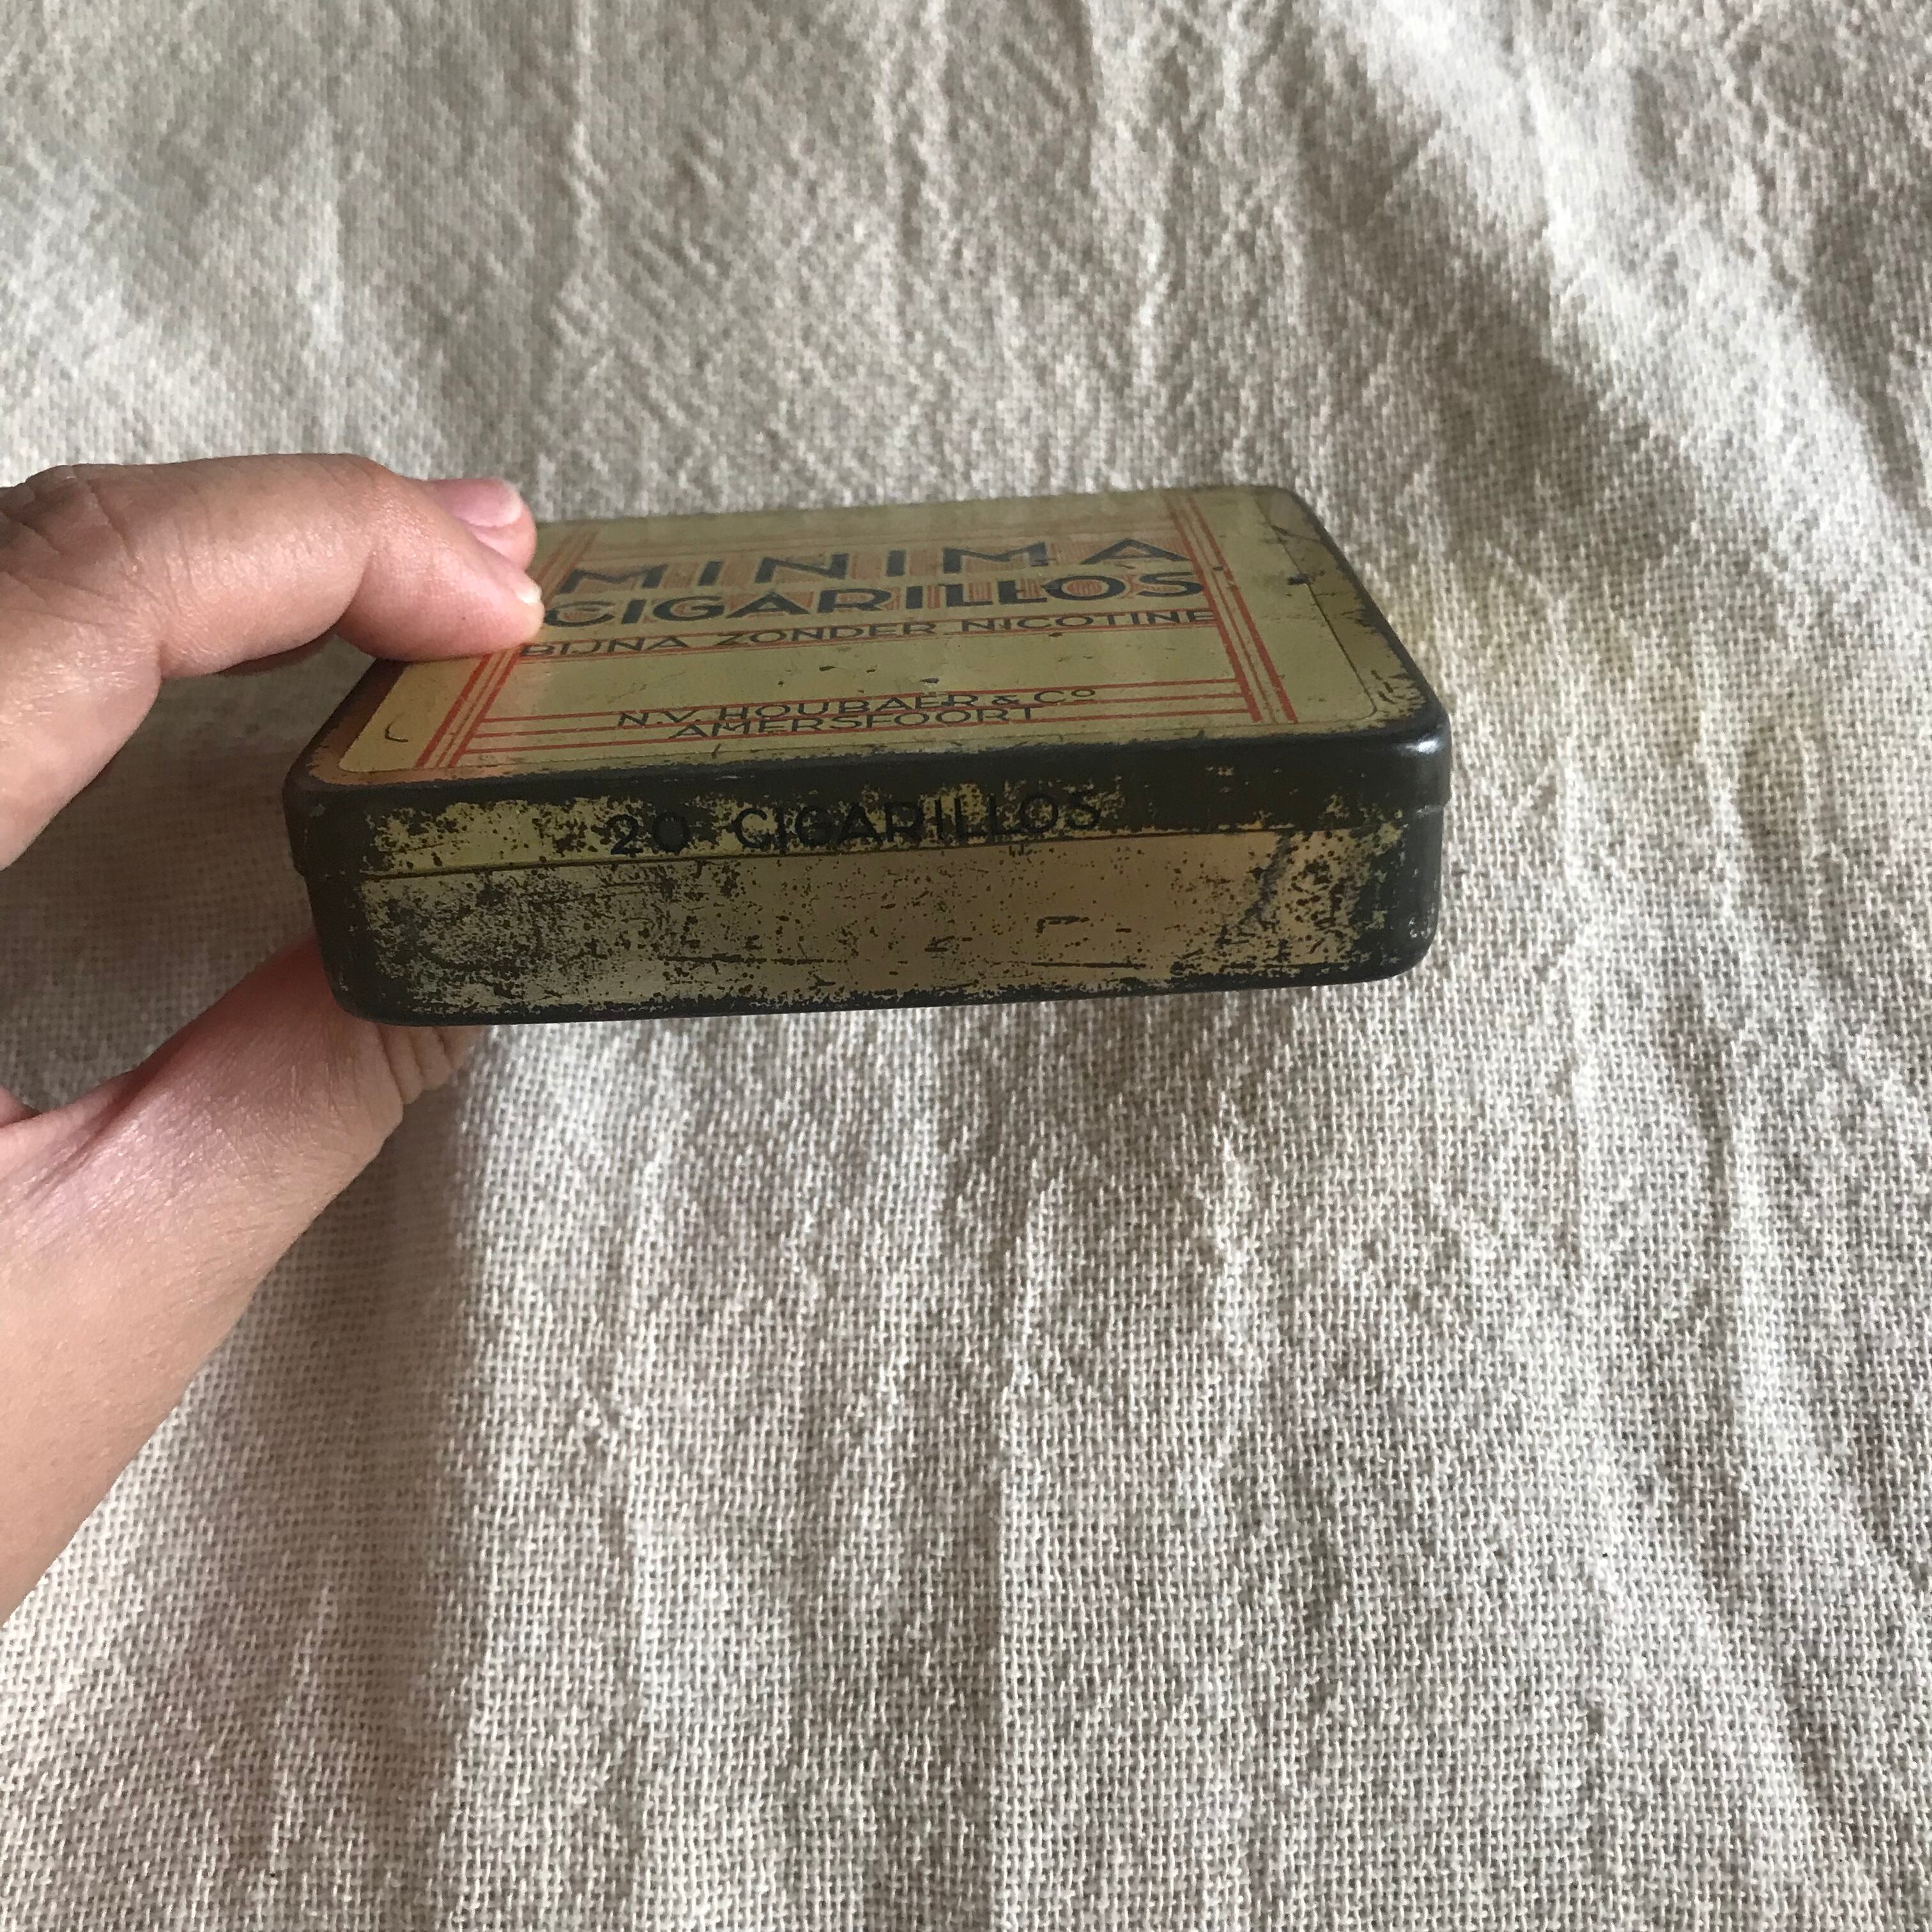 MINIMA
CIGARILLOS
BIJNA ZONDER NICOTINE
N.V. HOUBAER & Co
AMERSFOORT
20 CIGARILLOS